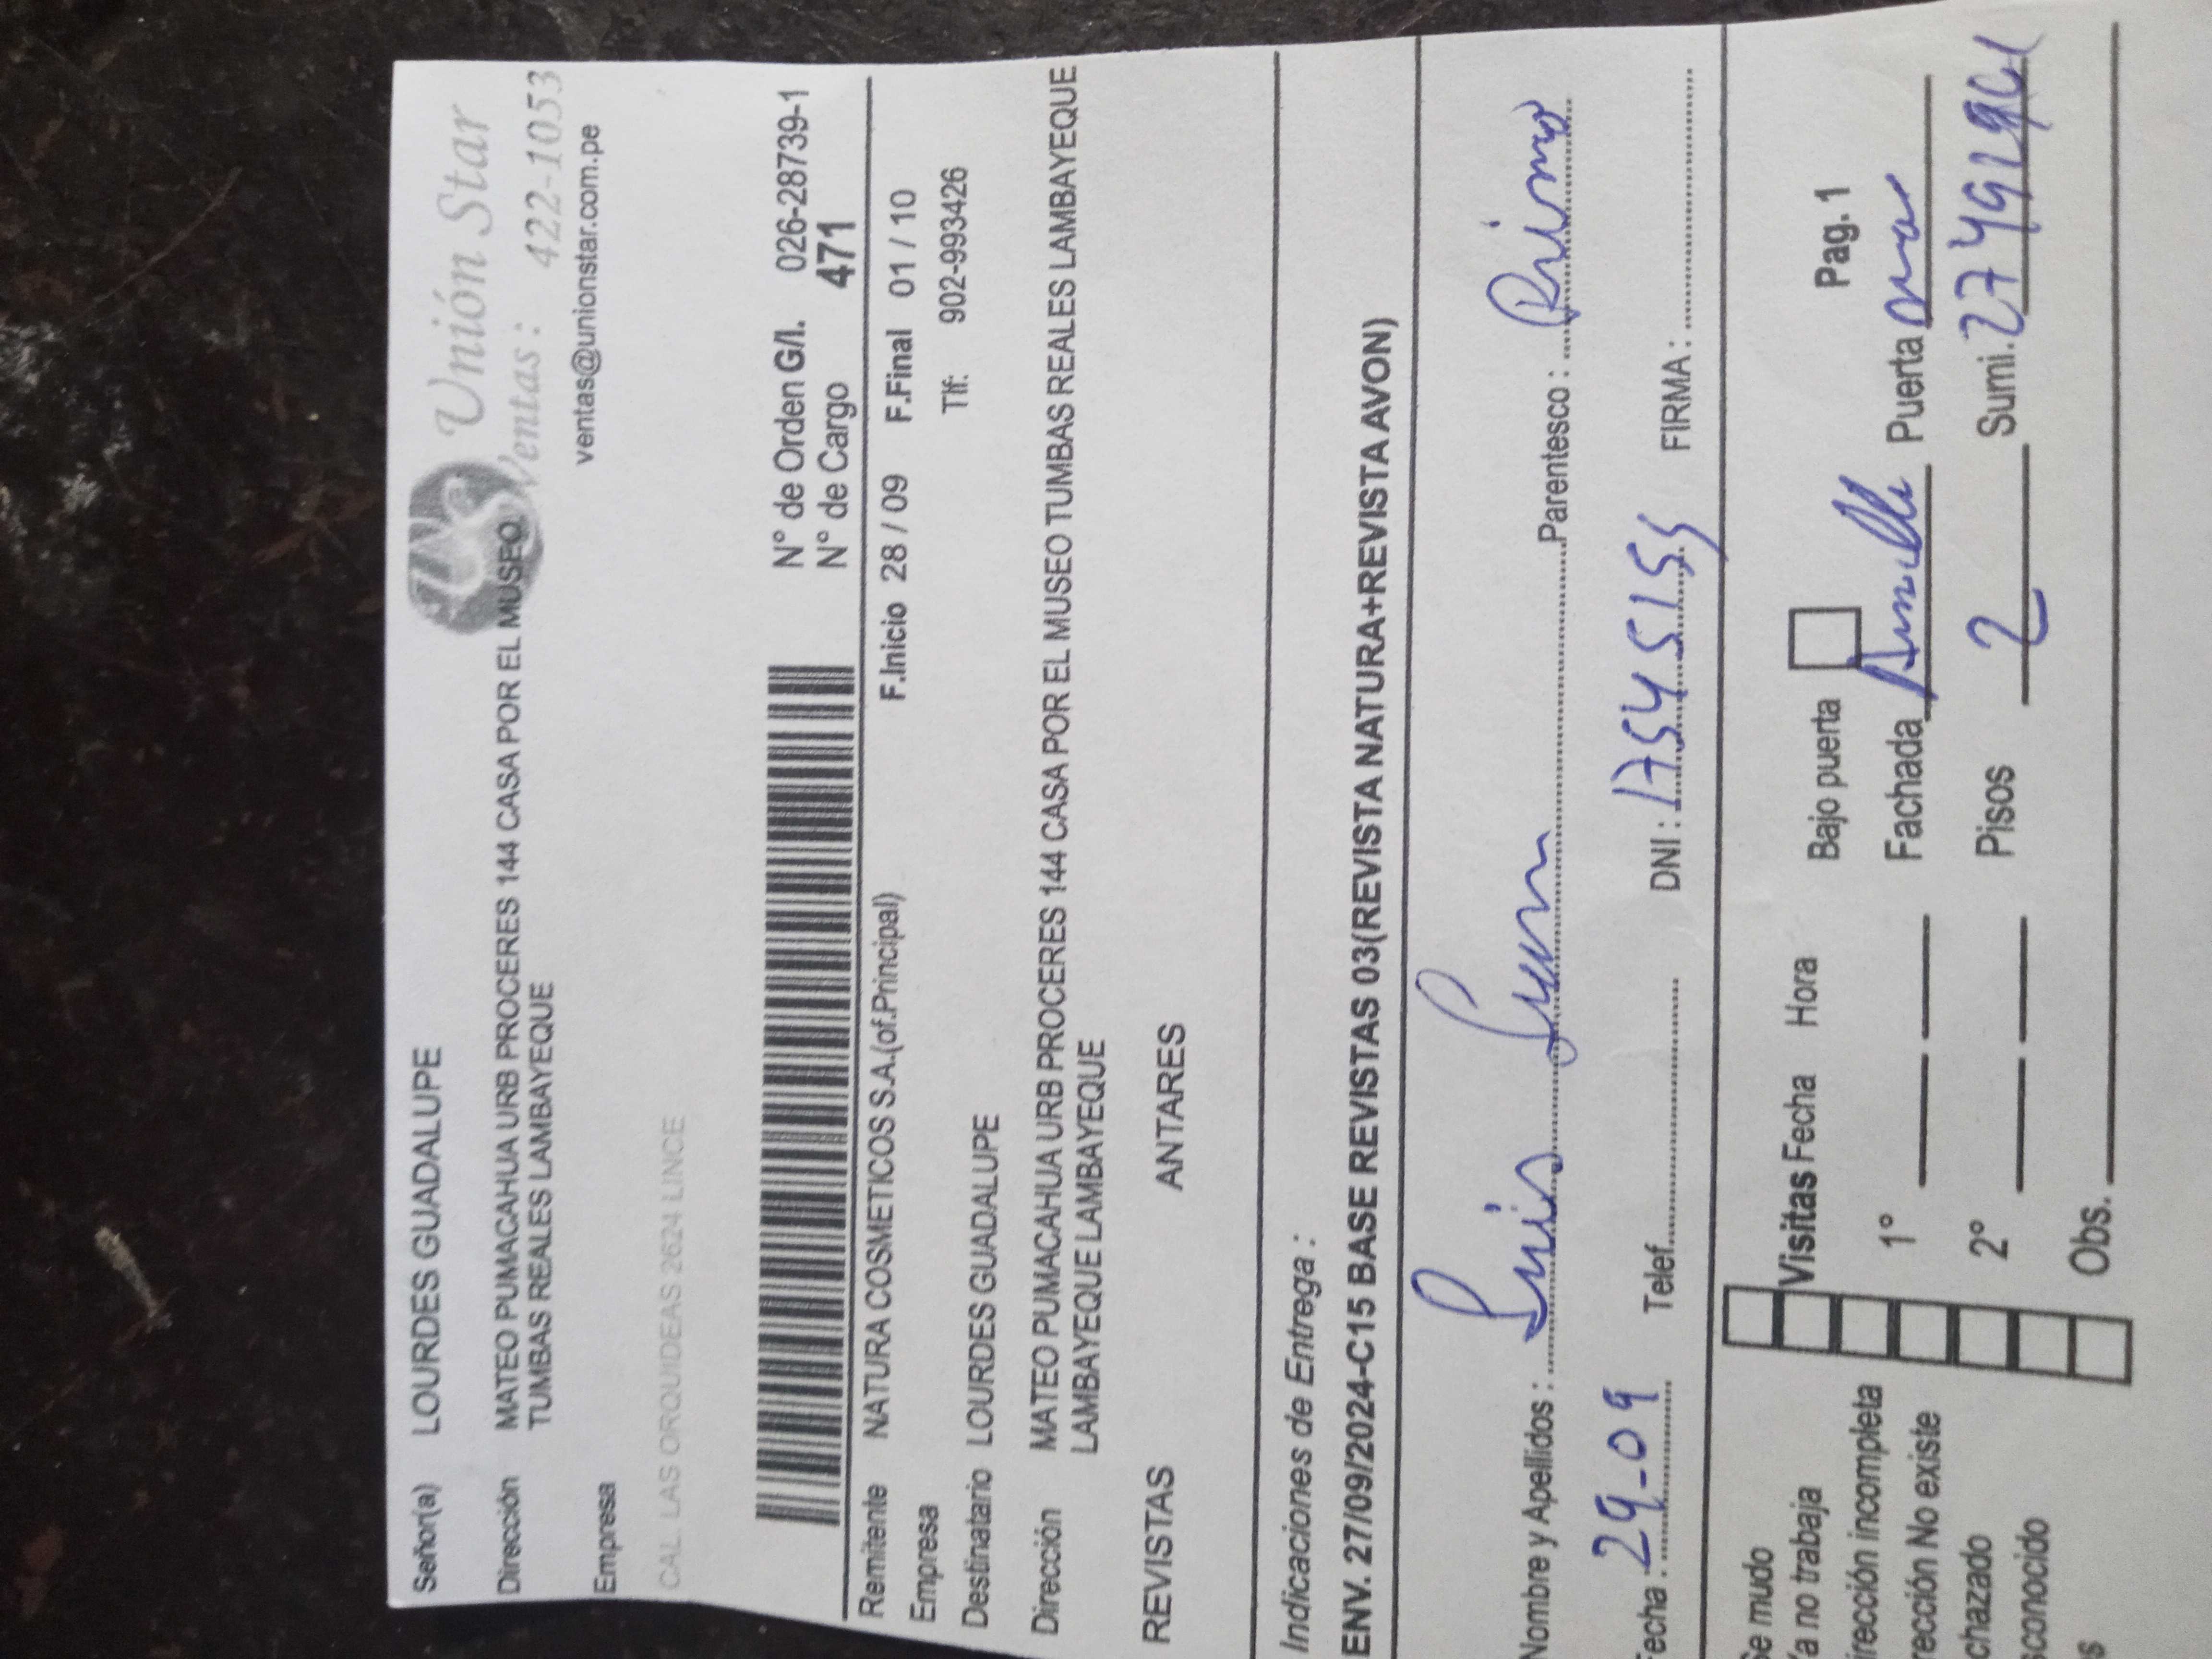 Unión Star
Ventas : 422-1053
ventas@unionstar.com.pe
Señor(a) LOURDES GUADALUPE
Dirección MATEO PUMACAHUA URB PROCERES 144 CASA POR EL MUSEO
TUMBAS REALES LAMBAYEQUE
Empresa
CAL. LAS ORQUIDEAS 2624 LINCE
N° de Orden G/I. 026-28739-1
N° de Cargo 471
Remitente NATURA COSMETICOS S.A.(of.Principal) F.Inicio 28 / 09 F.Final 01 / 10
Empresa Tlf: 902-993426
Destinatario LOURDES GUADALUPE
Dirección MATEO PUMACAHUA URB PROCERES 144 CASA POR EL MUSEO TUMBAS REALES LAMBAYEQUE
LAMBAYEQUE LAMBAYEQUE
REVISTAS ANTARES
Indicaciones de Entrega :
ENV. 27/09/2024-C15 BASE REVISTAS 03(REVISTA NATURA+REVISTA AVON)
Nombre y Apellidos : Luis Parentesco : Primo
Fecha : 29-09 Telef. DNI : 17545155 FIRMA :
Se mudo
Ya no trabaja Visitas Fecha Hora Bajo puerta Pag. 1
irección incompleta 1° Fachada Puerta
rección No existe
chazado 2° Pisos 2 Sumi.
sconocido
s Obs.